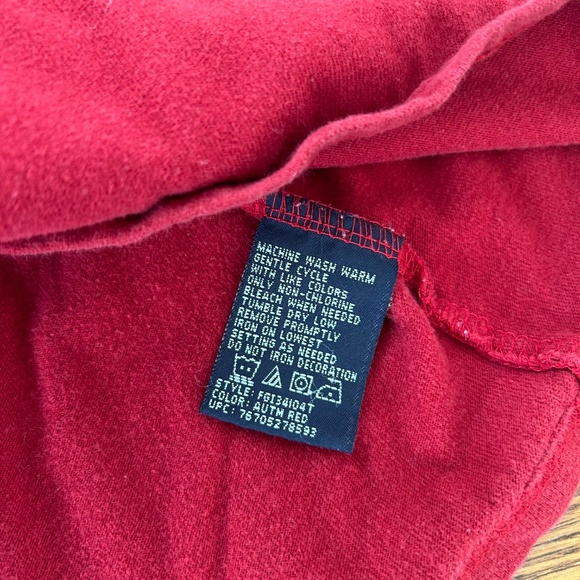 MACHINE WASH WARM
GENTLE CYCLE
WITH LIKE COLORS
ONLY NON-CHLORINE
BLEACH WHEN NEEDED
TUMBLE DRY LOW
REMOVE PROMPTLY
IRON ON LOWEST
SETTING AS NEEDED
DO NOT IRON DECORATION
STYLE: FG134104T
COLOR: AUTM RED
UPC: 76705278593